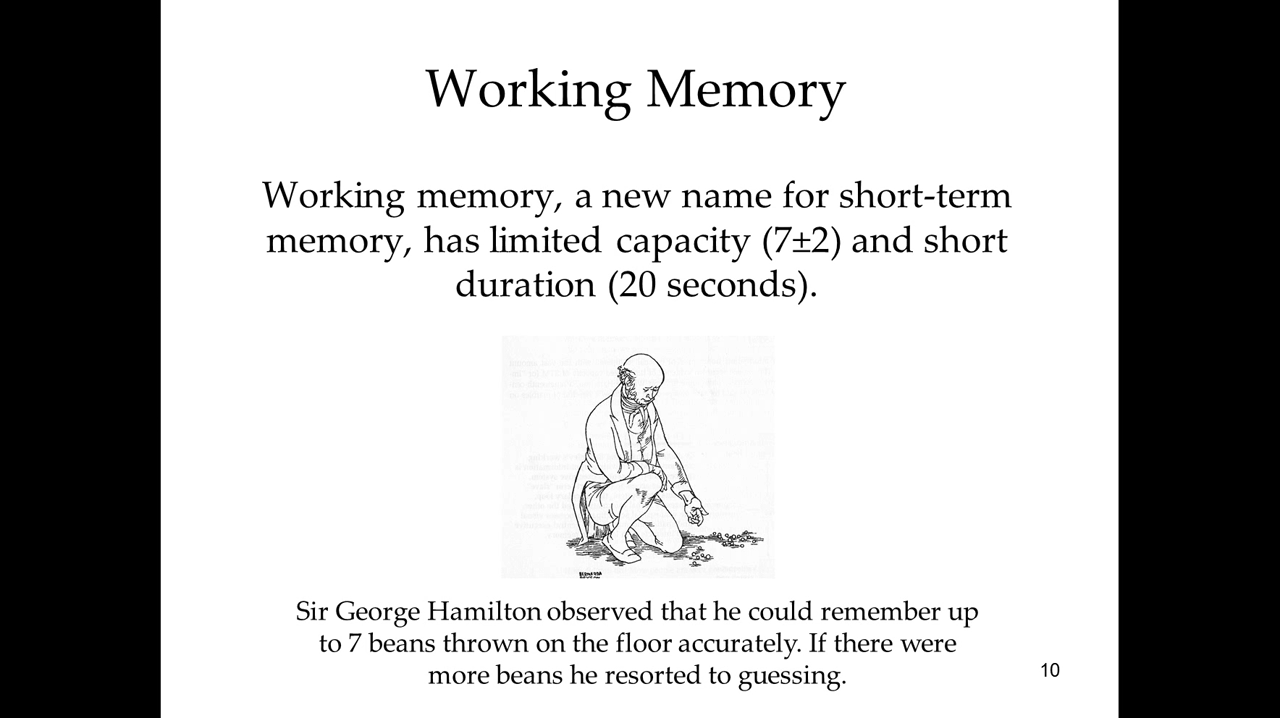 Working Memory
Working memory, a new name for short-term
memory, has limited capacity (7±2) and short
duration (20 seconds).
Sir George Hamilton observed that he could remember up
to 7 beans thrown on the floor accurately. If there were
more beans he resorted to guessing.
10